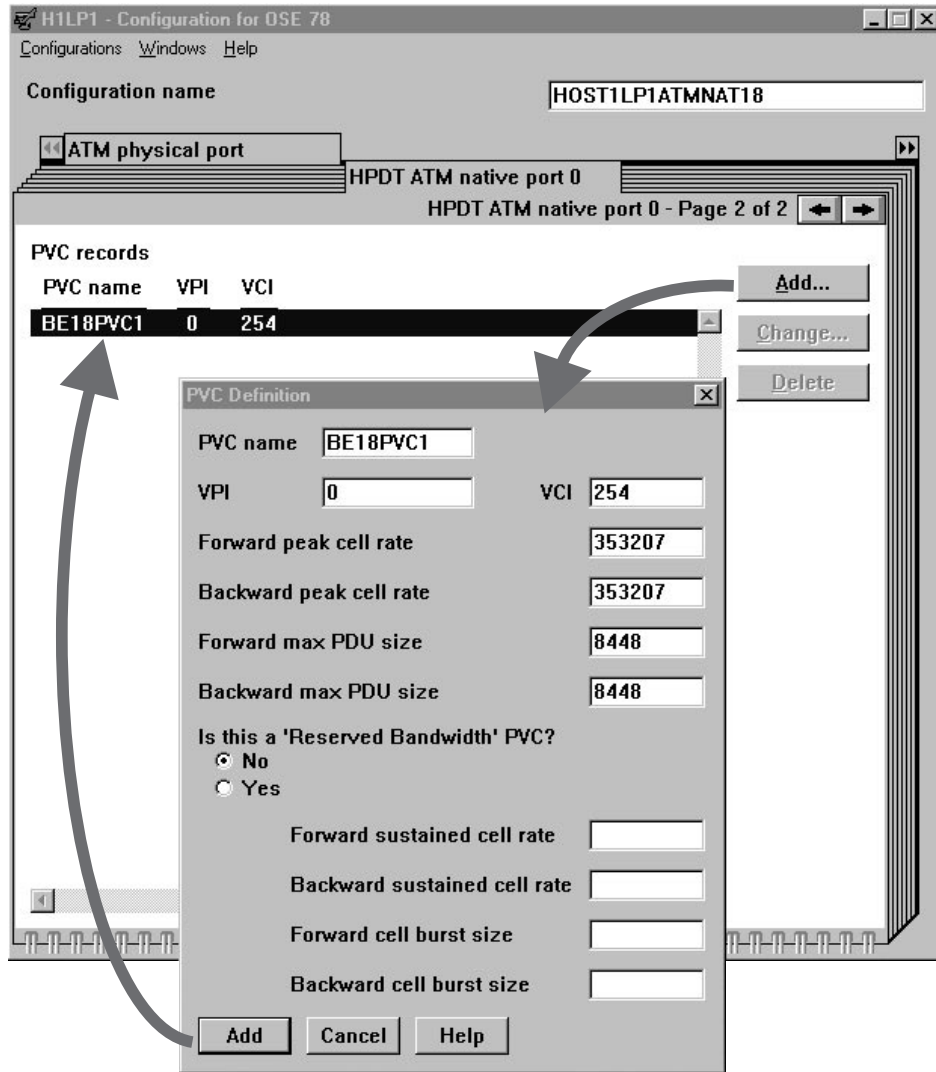 H1LP1 - Configuration for OSE 78
Configurations Windows Help
Configuration name HOST1LP1ATMNAT18
ATM physical port
HPDT ATM native port 0
HPDT ATM native port 0 - Page 2 of 2
PVC records
PVC name VPI VCI
BE18PVC1 0 254
Add...
Change...
Delete
PVC Definition
PVC name BE18PVC1
VPI 0 VCI 254
Forward peak cell rate 353207
Backward peak cell rate 353207
Forward max PDU size 8448
Backward max PDU size 8448
Is this a 'Reserved Bandwidth' PVC?
No
Yes
Forward sustained cell rate
Backward sustained cell rate
Forward cell burst size
Backward cell burst size
Add Cancel Help